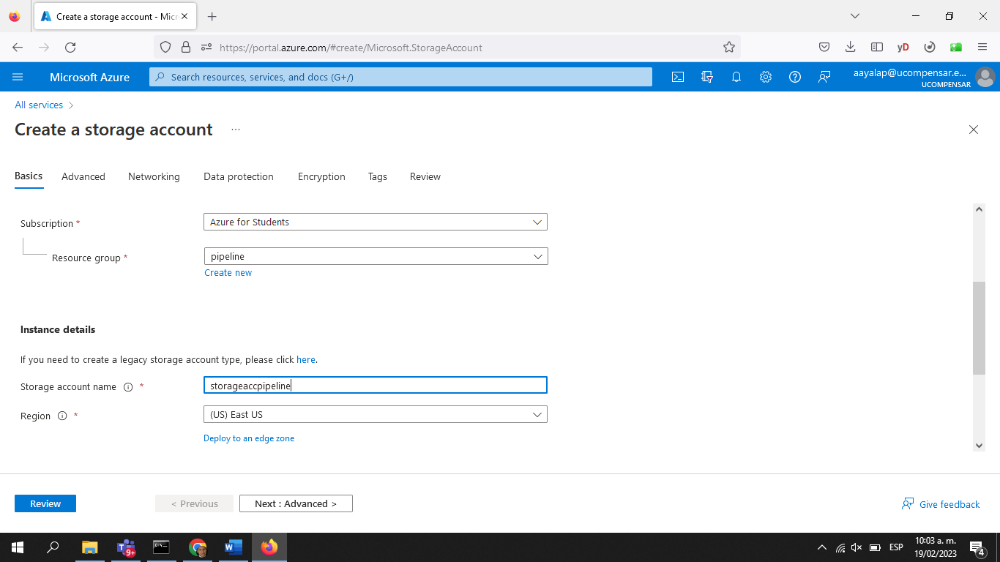 Create a storage account - Micr
https://portal.azure.com/#create/Microsoft.StorageAccount
yD
Microsoft Azure
Search resources, services, and docs (G+/)
aayalap@ucompensar.e...
UCOMPENSAR
All services
Create a storage account ...
Basics Advanced Networking Data protection Encryption Tags Review
Subscription * Azure for Students
Resource group * pipeline
Create new
Instance details
If you need to create a legacy storage account type, please click here.
Storage account name * storageaccpipeline
Region * (US) East US
Deploy to an edge zone
Review < Previous Next : Advanced > Give feedback
9+
W
ESP
10:03 a. m.
19/02/2023
4